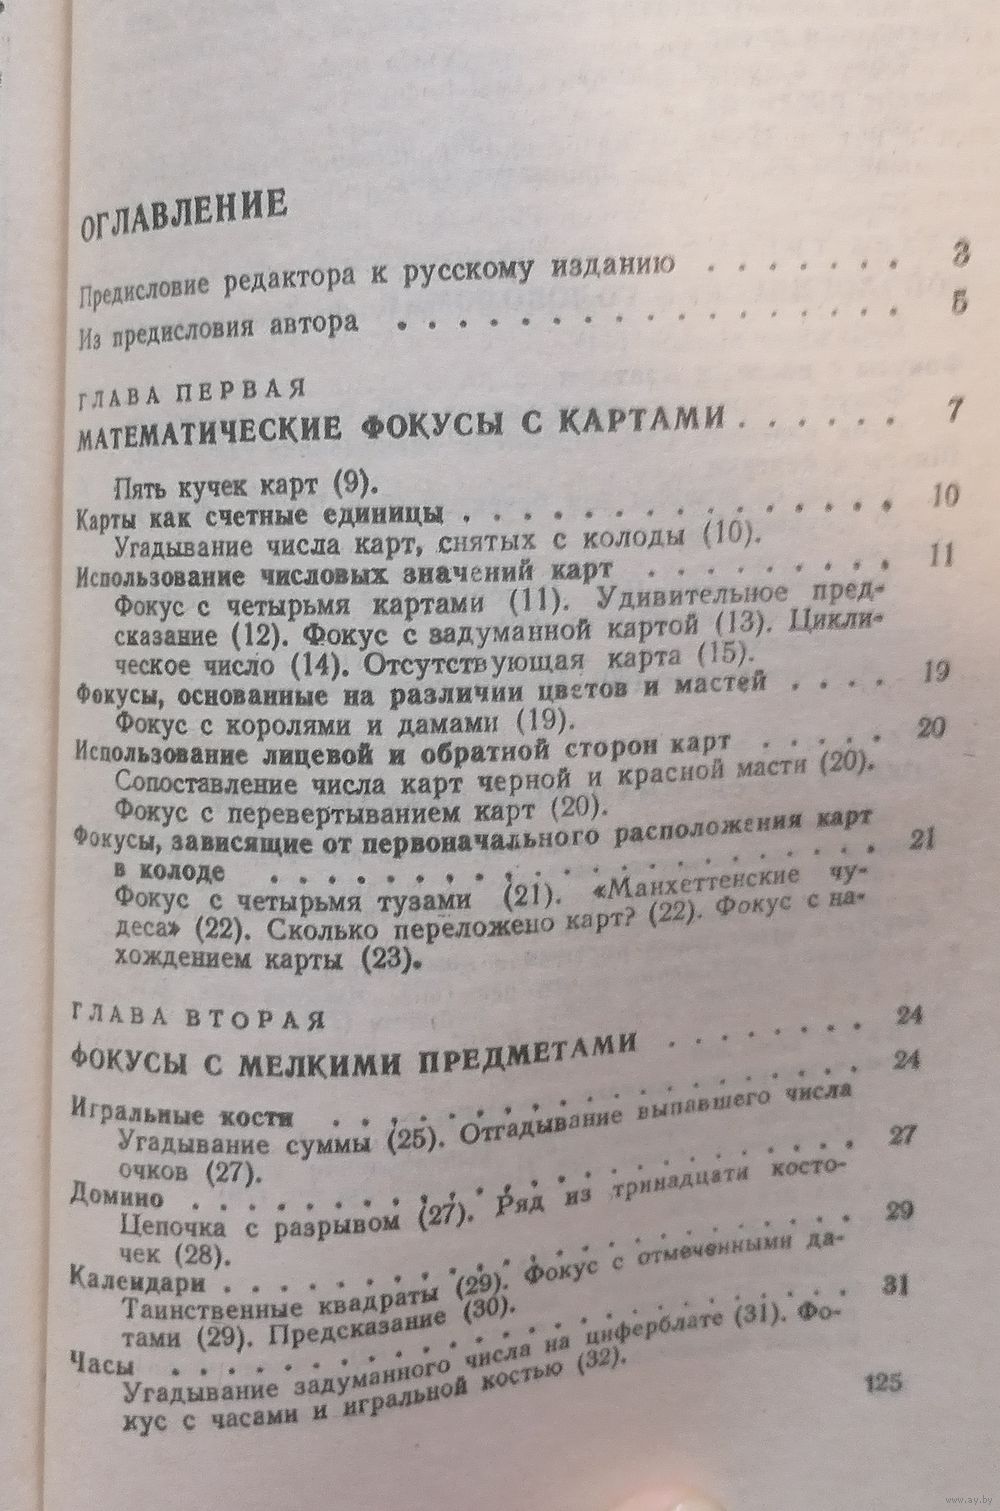 ОГЛАВЛЕНИЕ
Предисловие редактора к русскому изданию . . . . . . . 3
Из предисловия автора . . . . . . . . . . . . . . . . . 5
ГЛАВА ПЕРВАЯ
МАТЕМАТИЧЕСКИЕ ФОКУСЫ С КАРТАМИ . . . . . . 7
Пять кучек карт (9).
Карты как счетные единицы . . . . . . . . . . . . . . . 10
Угадывание числа карт, снятых с колоды (10).
Использование числовых значений карт . . . . . . . . . 11
Фокус с четырьмя картами (11). Удивительное пред-
сказание (12). Фокус с задуманной картой (13). Цикли-
ческое число (14). Отсутствующая карта (15).
Фокусы, основанные на различии цветов и мастей . . . . 19
Фокус с королями и дамами (19).
Использование лицевой и обратной сторон карт . . . . . 20
Сопоставление числа карт черной и красной масти (20).
Фокус с перевертыванием карт (20).
Фокусы, зависящие от первоначального расположения карт
в колоде . . . . . . . . . . . . . . . . . . . . . 21
Фокус с четырьмя тузами (21). «Манхеттенские чу-
деса» (22). Сколько переложено карт? (22). Фокус с на-
хождением карты (23).
ГЛАВА ВТОРАЯ
ФОКУСЫ С МЕЛКИМИ ПРЕДМЕТАМИ . . . . . . . . 24
Игральные кости . . . . . . . . . . . . . . . . . . . 24
Угадывание суммы (25). Отгадывание выпавшего числа
очков (27).
Домино . . . . . . . . . . . . . . . . . . . . . . . . 27
Цепочка с разрывом (27). Ряд из тринадцати косто-
чек (28).
Календари . . . . . . . . . . . . . . . . . . . . . . 29
Таинственные квадраты (29). Фокус с отмеченными да-
тами (29). Предсказание (30).
Часы . . . . . . . . . . . . . . . . . . . . . . . . 31
Угадывание задуманного числа на циферблате (31). Фо-
кус с часами и игральной костью (32).
125
www.ay.by